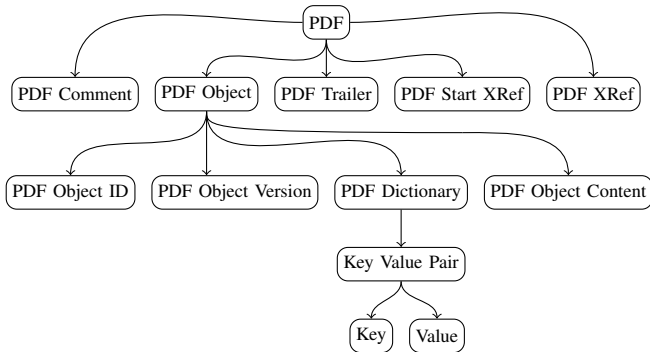 PDF
PDF Comment
PDF Object
PDF Trailer
PDF Start XRef
PDF XRef
PDF Object ID
PDF Object Version
PDF Dictionary
PDF Object Content
Key Value Pair
Key
Value